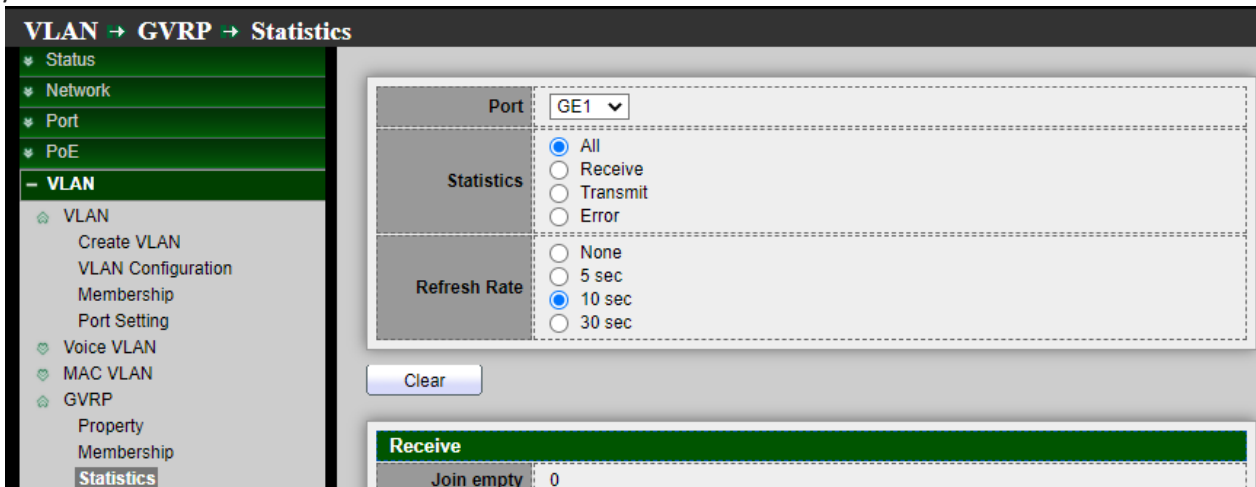 VLAN → GVRP → Statistics
Status
Network
Port
PoE
VLAN
VLAN
Create VLAN
VLAN Configuration
Membership
Port Setting
Voice VLAN
MAC VLAN
GVRP
Property
Membership
Statistics
Port GE1
Statistics
All
Receive
Transmit
Error
Refresh Rate
None
5 sec
10 sec
30 sec
Clear
Receive
Join empty 0